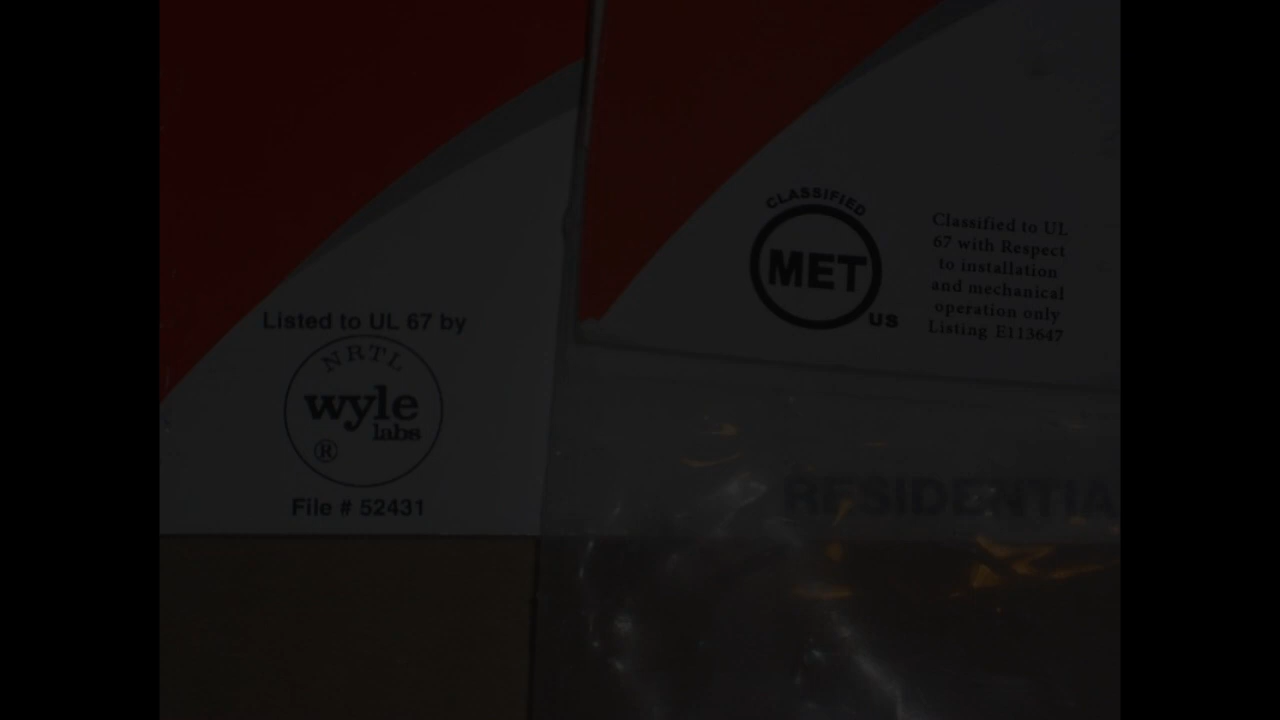 Listed to UL 67 by
NRTL
wyle
labs
®
File # 52431
CLASSIFIED
MET
US
Classified to UL
67 with Respect
to installation
and mechanical
operation only
Listing E113647
RESIDENTIA